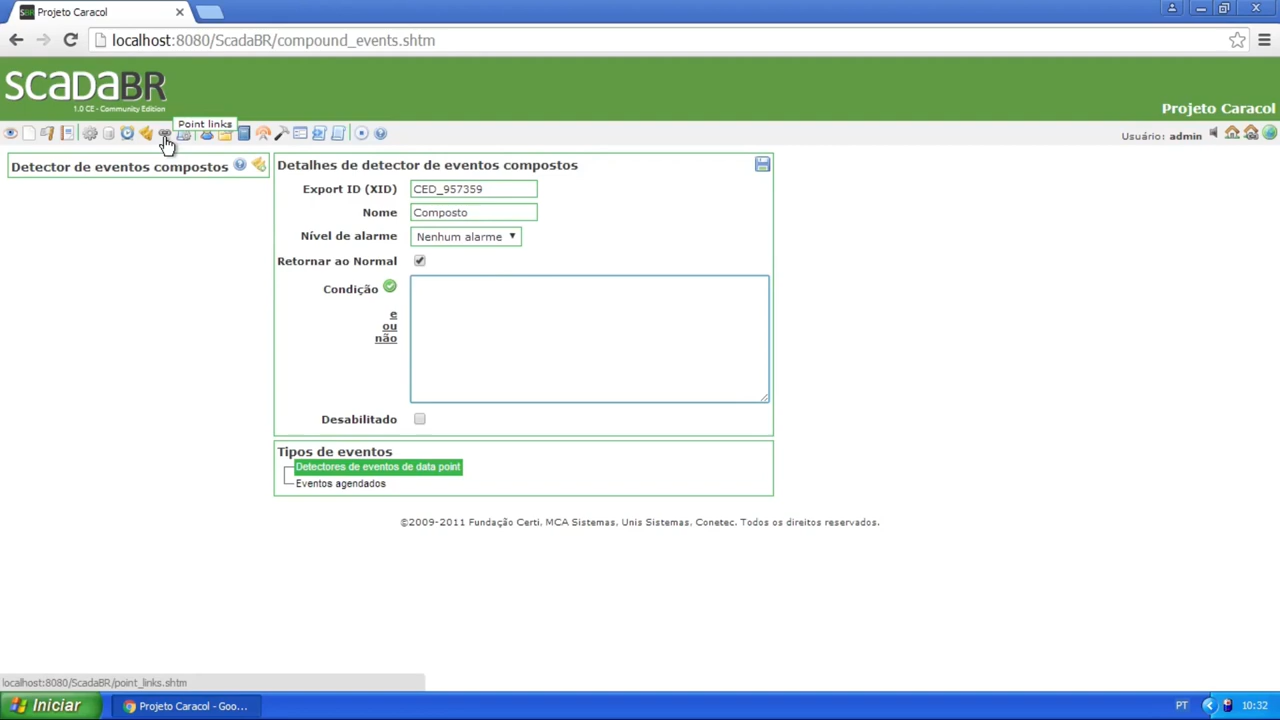 Projeto Caracol
localhost:8080/ScadaBR/compound_events.shtm
SCADABR
1.0 CE - Community Edition
Projeto Caracol
Point links
Usuário: admin
Detector de eventos compostos
Detalhes de detector de eventos compostos
Export ID (XID) CED_957359
Nome Composto
Nível de alarme Nenhum alarme
Retornar ao Normal
Condição
e
ou
não
Desabilitado
Tipos de eventos
Detectores de eventos de data point
Eventos agendados
©2009-2011 Fundação Certi, MCA Sistemas, Unis Sistemas, Conetec. Todos os direitos reservados.
localhost:8080/ScadaBR/point_links.shtm
Iniciar
Projeto Caracol - Goo...
PT
10:32